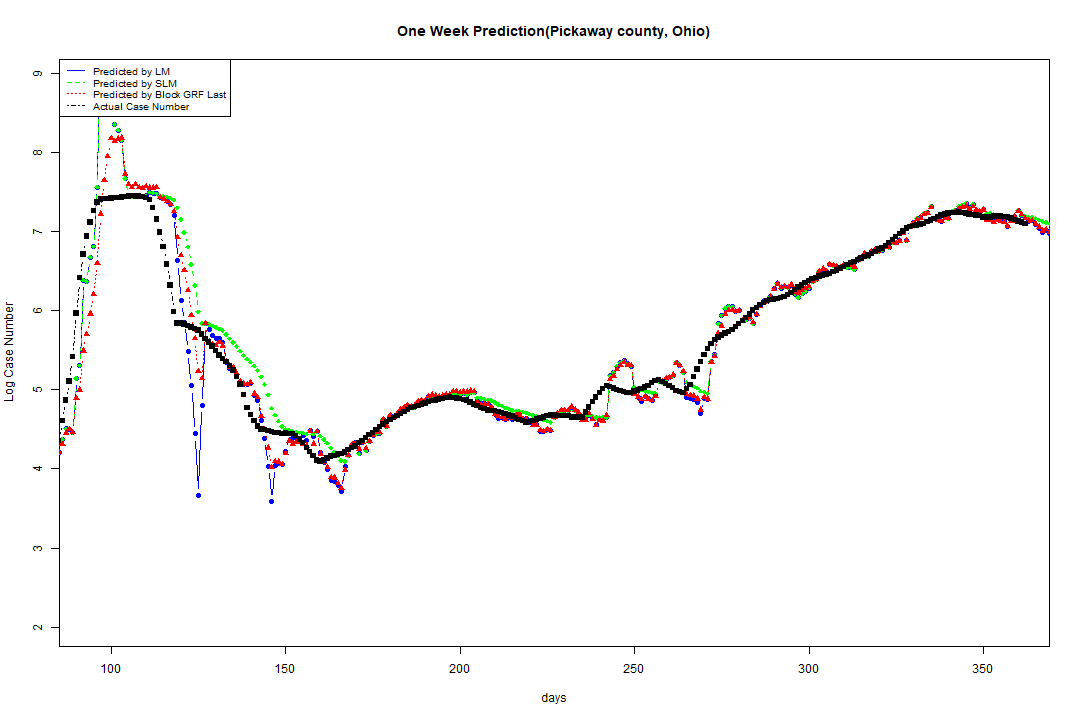 One Week Prediction(Pickaway county, Ohio)
Predicted by LM
Predicted by SLM
Predicted by Block GRF Last
Actual Case Number
Log Case Number
9
8
7
6
5
4
3
2
100 150 200 250 300 350
days